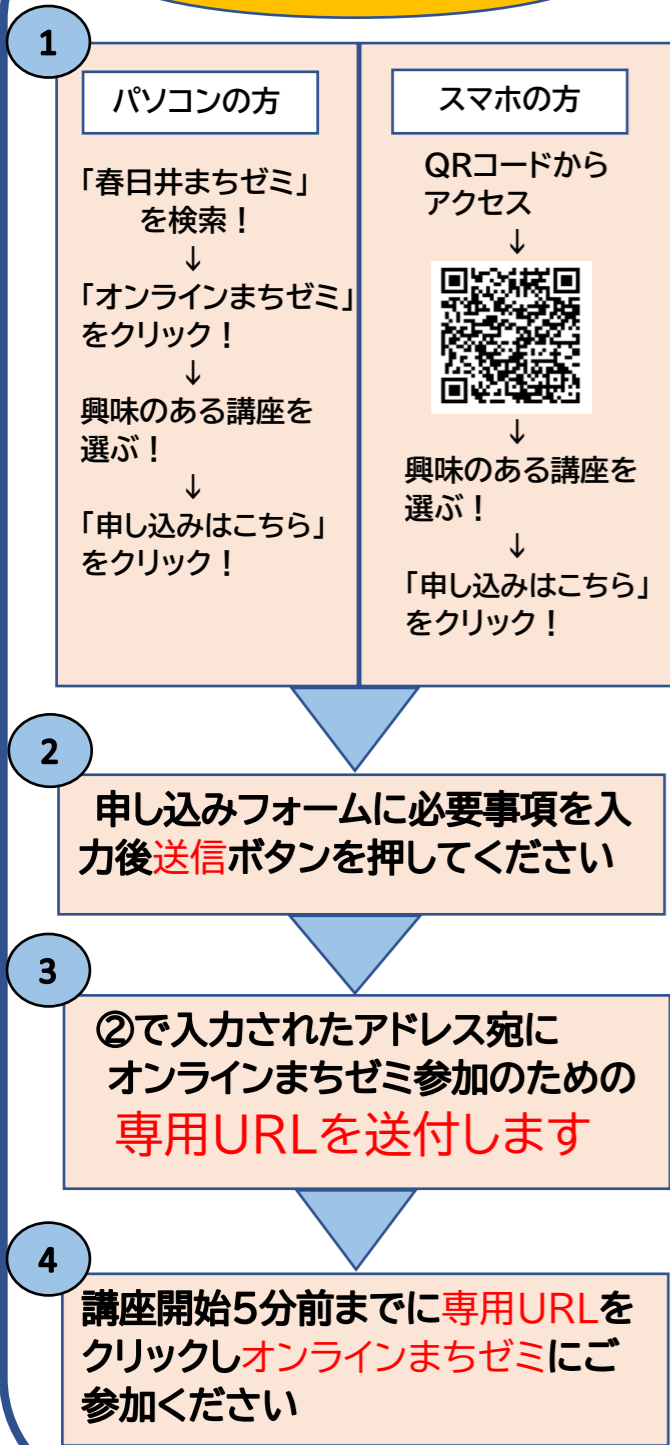 1
パソコンの方
「春日井まちゼミ」
を検索！
↓
「オンラインまちゼミ」
をクリック！
↓
興味のある講座を
選ぶ！
↓
「申し込みはこちら」
をクリック！
スマホの方
QRコードから
アクセス
↓
↓
興味のある講座を
選ぶ！
↓
「申し込みはこちら」
をクリック！
2
申し込みフォームに必要事項を入
力後送信ボタンを押してください
3
②で入力されたアドレス宛に
オンラインまちゼミ参加のための
専用URLを送付します
4
講座開始5分前までに専用URLを
クリックしオンラインまちゼミにご
参加ください